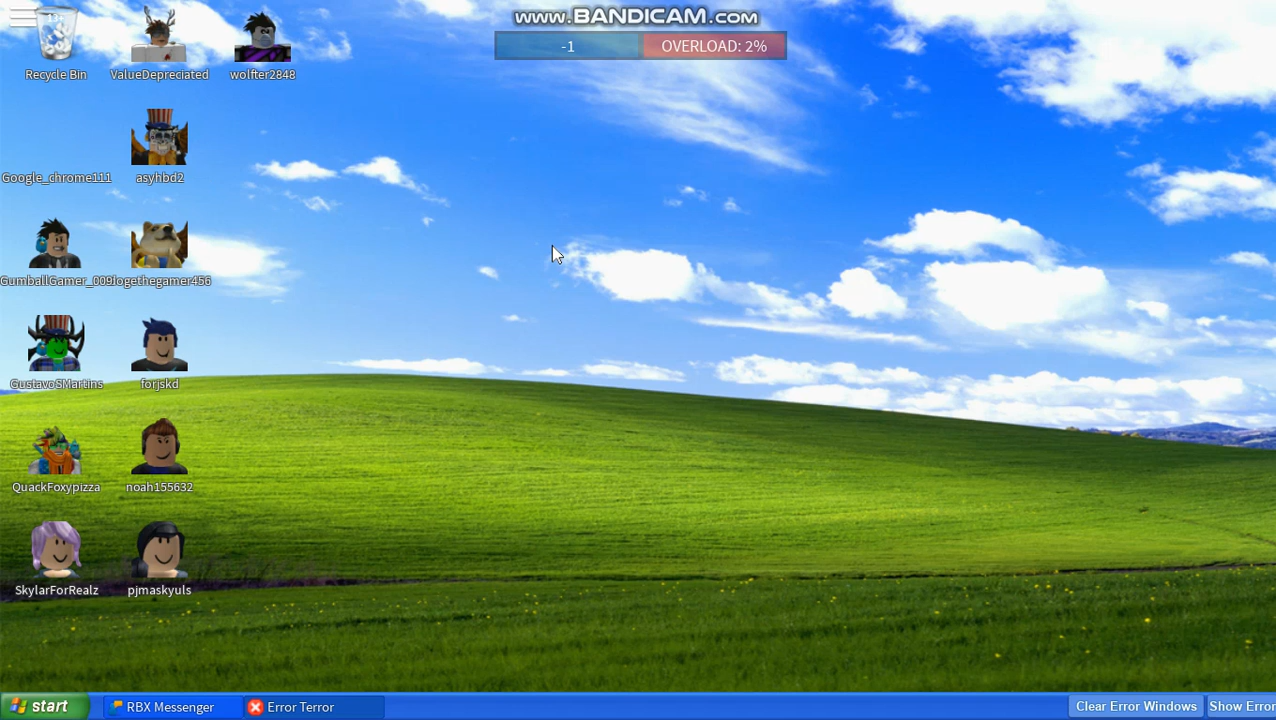 www.BANDICAM.com
-1
OVERLOAD: 2%
Recycle Bin
ValueDepreciated
wolfter2848
Google_chrome111
asyhbd2
GumballGamer_009
dogethegamer456
GustavoSMartins
forjskd
QuackFoxypizza
noah155632
SkylarForRealz
pjmaskyuls
start
RBX Messenger
Error Terror
Clear Error Windows
Show Error